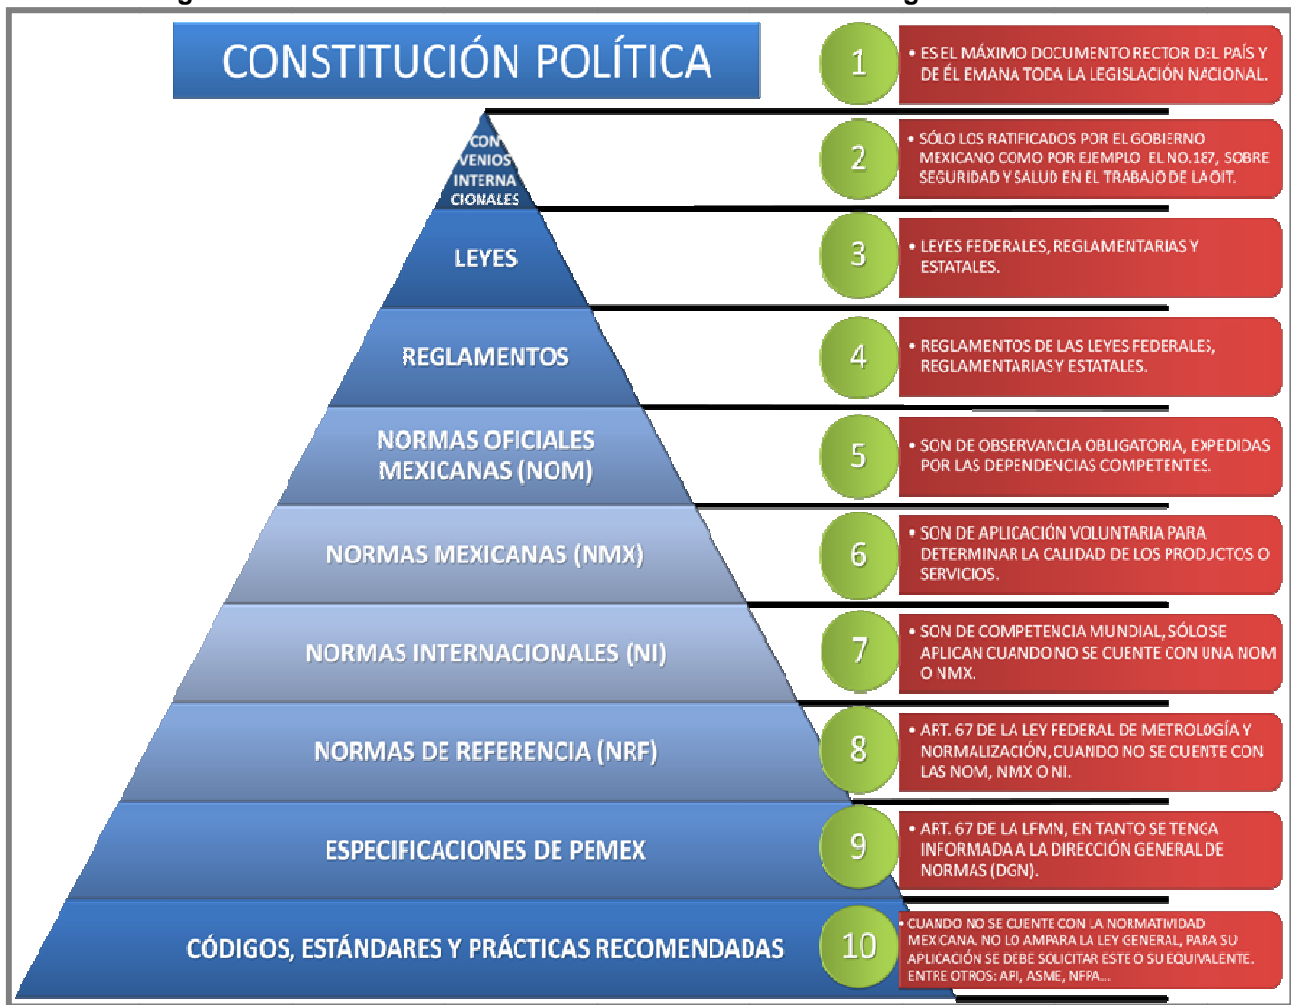 CONSTITUCIÓN POLÍTICA
1
• ES EL MÁXIMO DOCUMENTO RECTOR DEL PAÍS Y
DE ÉL EMANA TODA LA LEGISLACIÓN NACIONAL.
CON
VENIOS
INTERNA
CIONALES
2
• SÓLO LOS RATIFICADOS POR EL GOBIERNO
MEXICANO COMO POR EJEMPLO EL NO.187, SOBRE
SEGURIDAD Y SALUD EN EL TRABAJO DE LA OIT.
LEYES
3
• LEYES FEDERALES, REGLAMENTARIAS Y
ESTATALES.
REGLAMENTOS
4
• REGLAMENTOS DE LAS LEYES FEDERALES,
REGLAMENTARIAS Y ESTATALES.
NORMAS OFICIALES
MEXICANAS (NOM)
5
• SON DE OBSERVANCIA OBLIGATORIA, EXPEDIDAS
POR LAS DEPENDENCIAS COMPETENTES.
NORMAS MEXICANAS (NMX)
6
• SON DE APLICACIÓN VOLUNTARIA PARA
DETERMINAR LA CALIDAD DE LOS PRODUCTOS O
SERVICIOS.
NORMAS INTERNACIONALES (NI)
7
• SON DE COMPETENCIA MUNDIAL, SÓLO SE
APLICAN CUANDO NO SE CUENTE CON UNA NOM
O NMX.
NORMAS DE REFERENCIA (NRF)
8
• ART. 67 DE LA LEY FEDERAL DE METROLOGÍA Y
NORMALIZACIÓN, CUANDO NO SE CUENTE CON
LAS NOM, NMX O NI.
ESPECIFICACIONES DE PEMEX
9
• ART. 67 DE LA LFMN, EN TANTO SE TENGA
INFORMADA A LA DIRECCIÓN GENERAL DE
NORMAS (DGN).
CÓDIGOS, ESTÁNDARES Y PRÁCTICAS RECOMENDADAS
10
• CUANDO NO SE CUENTE CON LA NORMATIVIDAD
MEXICANA. NO LO AMPARA LA LEY GENERAL, PARA SU
APLICACIÓN SE DEBE SOLICITAR ESTE O SU EQUIVALENTE.
ENTRE OTROS: API, ASME, NFPA...